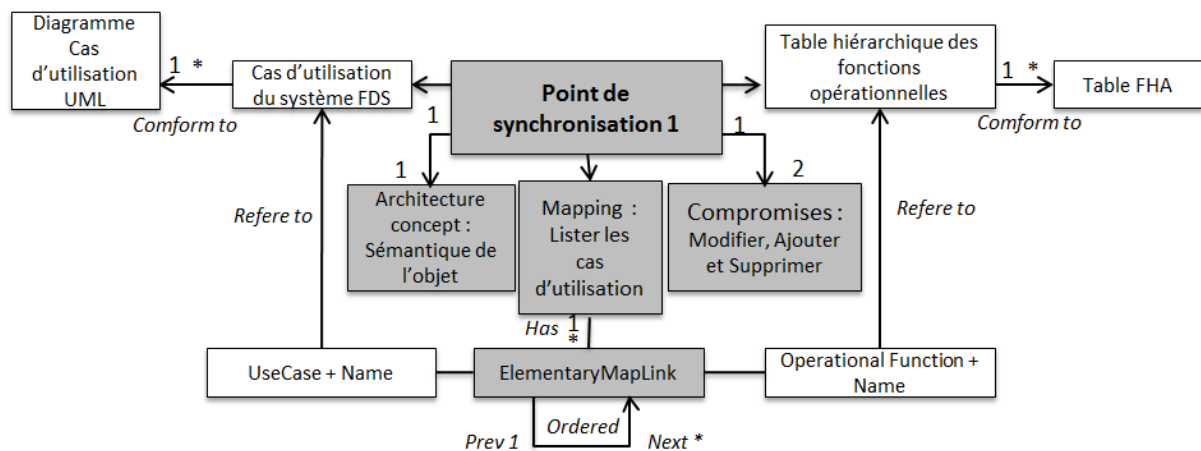 Diagramme
Cas
d'utilisation
UML
1 *
Comform to
Cas d'utilisation
du système FDS
Point de
synchronisation 1
Table hiérarchique des
fonctions
opérationnelles
1 *
Comform to
Table FHA
1
1
1
2
Refere to
Architecture
concept :
Sémantique de
l'objet
Mapping :
Lister les
cas
d'utilisation
Compromises :
Modifier, Ajouter
et Supprimer
Refere to
Has 1
*
UseCase + Name
ElementaryMapLink
Operational Function +
Name
Ordered
Prev 1
Next *